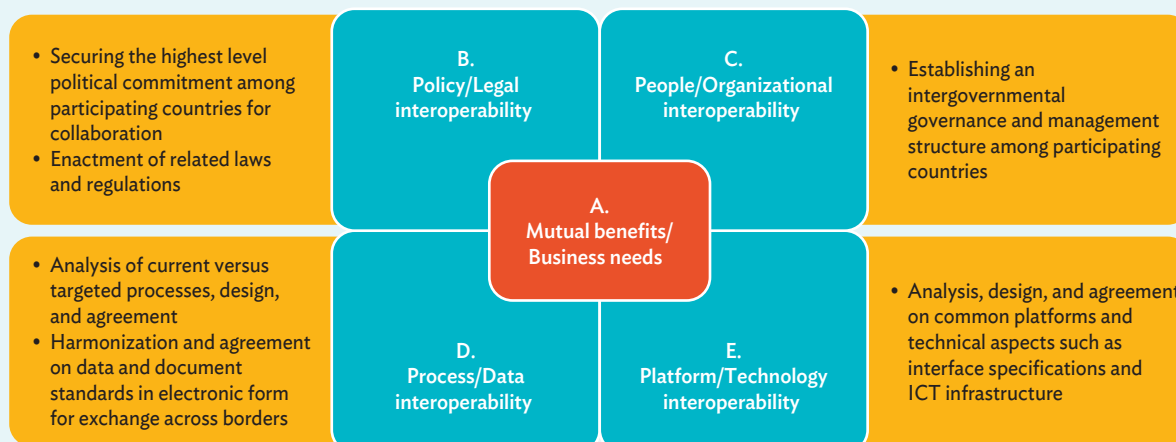 • Securing the highest level
political commitment among
participating countries for
collaboration
• Enactment of related laws
and regulations
B.
Policy/Legal
interoperability
C.
People/Organizational
interoperability
• Establishing an
intergovernmental
governance and management
structure among participating
countries
A.
Mutual benefits/
Business needs
• Analysis of current versus
targeted processes, design,
and agreement
• Harmonization and agreement
on data and document
standards in electronic form
for exchange across borders
D.
Process/Data
interoperability
E.
Platform/Technology
interoperability
• Analysis, design, and agreement
on common platforms and
technical aspects such as
interface specifications and
ICT infrastructure